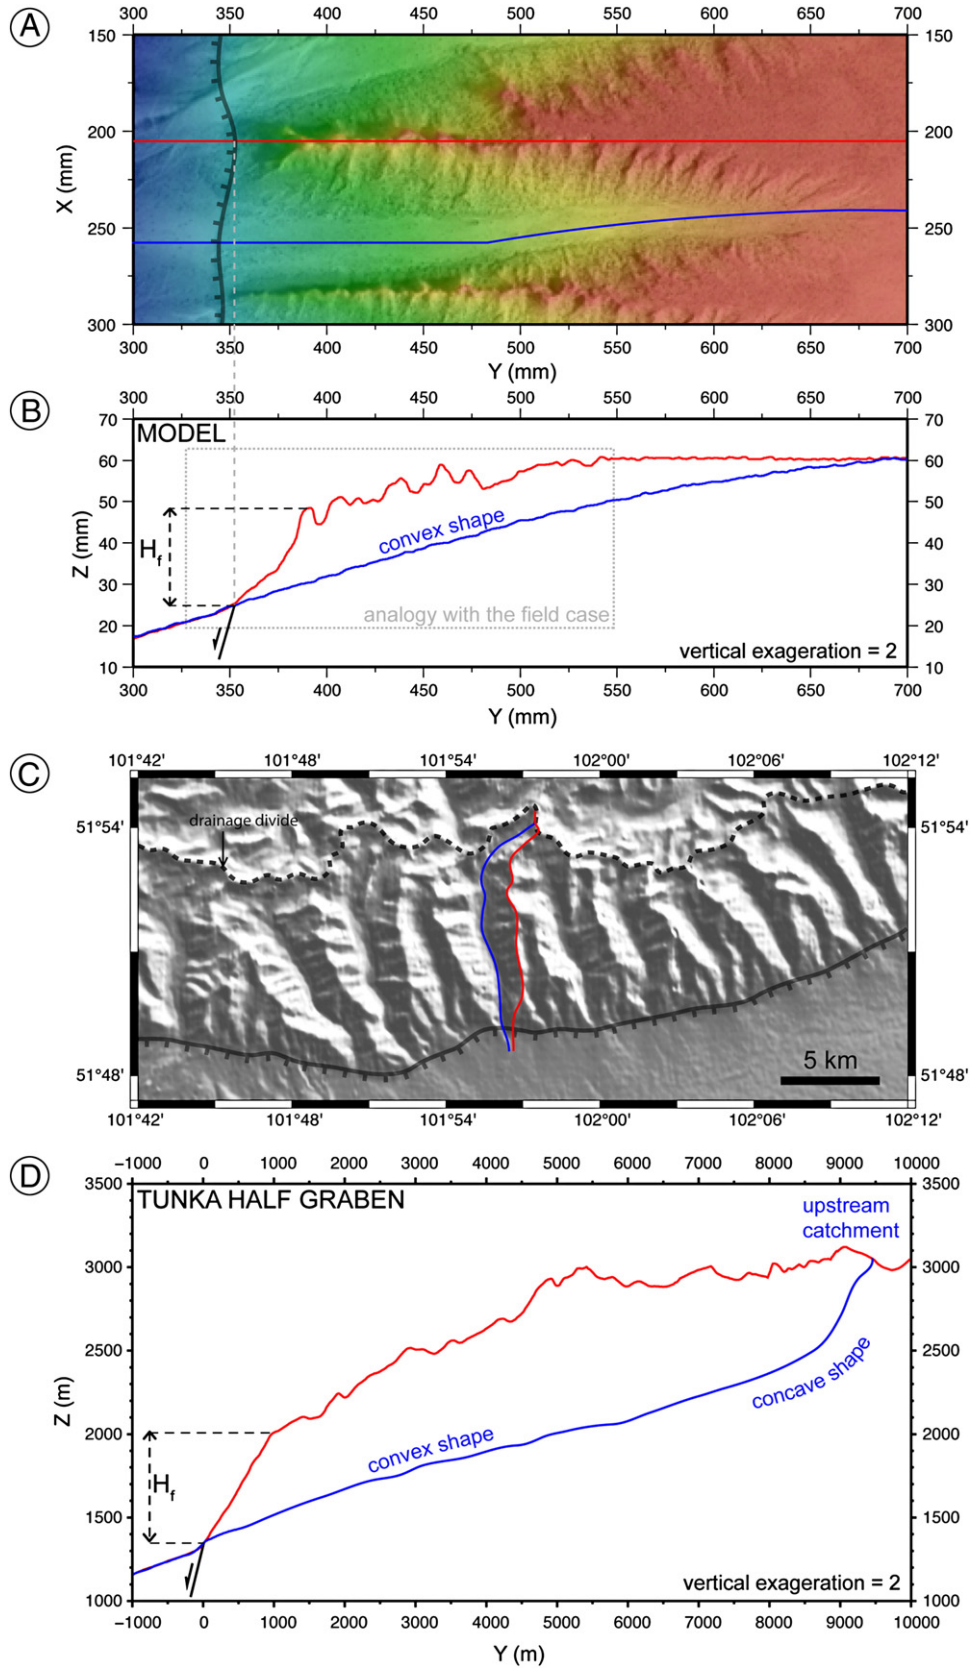 A
300 350 400 450 500 550 600 650 700
150 150
200 200
X (mm)
250 250
300 300
300 350 400 450 500 550 600 650 700
Y (mm)
B
300 350 400 450 500 550 600 650 700
70 70
MODEL
60 60
50 50
convex shape
Hf
Z (mm)
40 40
30 30
analogy with the field case
20 20
vertical exageration = 2
10 10
300 350 400 450 500 550 600 650 700
Y (mm)
C
101°42' 101°48' 101°54' 102°00' 102°06' 102°12'
51°54' 51°54'
drainage divide
5 km
51°48' 51°48'
101°42' 101°48' 101°54' 102°00' 102°06' 102°12'
D
−1000 0 1000 2000 3000 4000 5000 6000 7000 8000 9000 10000
3500 3500
TUNKA HALF GRABEN
upstream
catchment
3000 3000
2500 2500
concave shape
Z (m)
2000 2000
convex shape
Hf
1500 1500
vertical exageration = 2
1000 1000
-1000 0 1000 2000 3000 4000 5000 6000 7000 8000 9000 10000
Y (m)